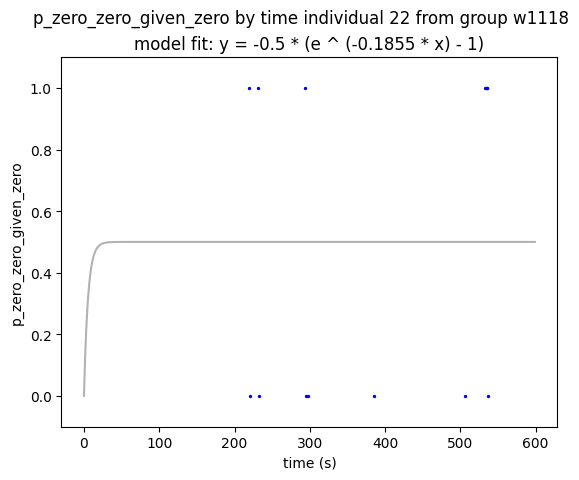 p_zero_zero_given_zero by time individual 22 from group w1118
model fit: y = -0.5 * (e ^ (-0.1855 * x) - 1)
p_zero_zero_given_zero
1.0
0.8
0.6
0.4
0.2
0.0
0 100 200 300 400 500 600
time (s)